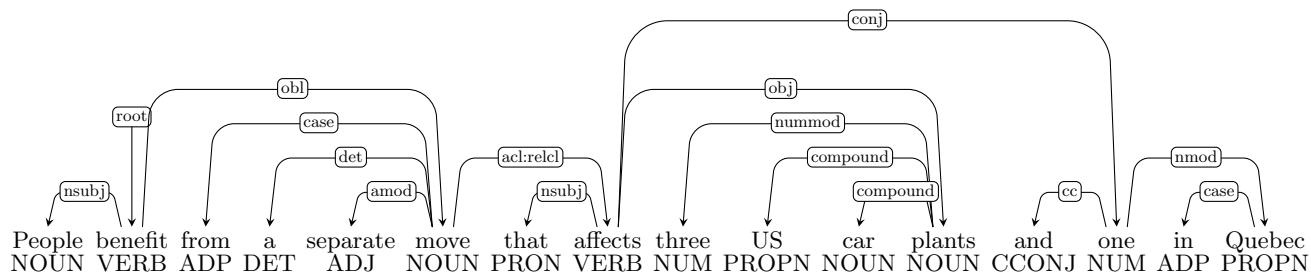 conj
obl obj
root case nummod
det acl:relcl compound nmod
nsubj amod nsubj compound cc case
People benefit from a separate move that affects three US car plants and one in Quebec
NOUN VERB ADP DET ADJ NOUN PRON VERB NUM PROPN NOUN NOUN CCONJ NUM ADP PROPN